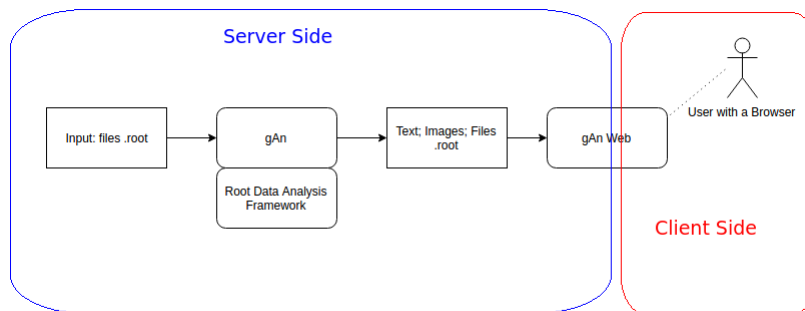 Server Side
Input: files .root
gAn
Root Data Analysis
Framework
Text; Images; Files
.root
gAn Web
User with a Browser
Client Side